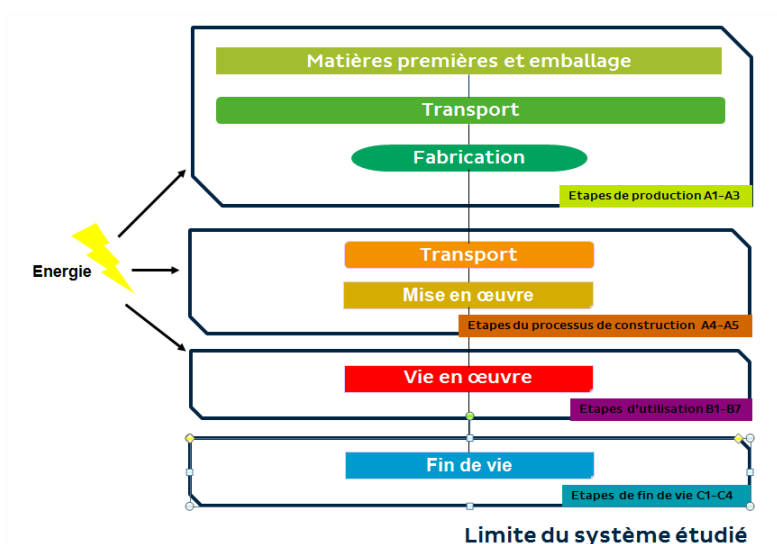 Matières premières et emballage
Transport
Fabrication
Etapes de production A1-A3
Energie
Transport
Mise en œuvre
Etapes du processus de construction A4-A5
Vie en œuvre
Etapes d'utilisation B1-B7
Fin de vie
Etapes de fin de vie C1-C4
Limite du système étudié